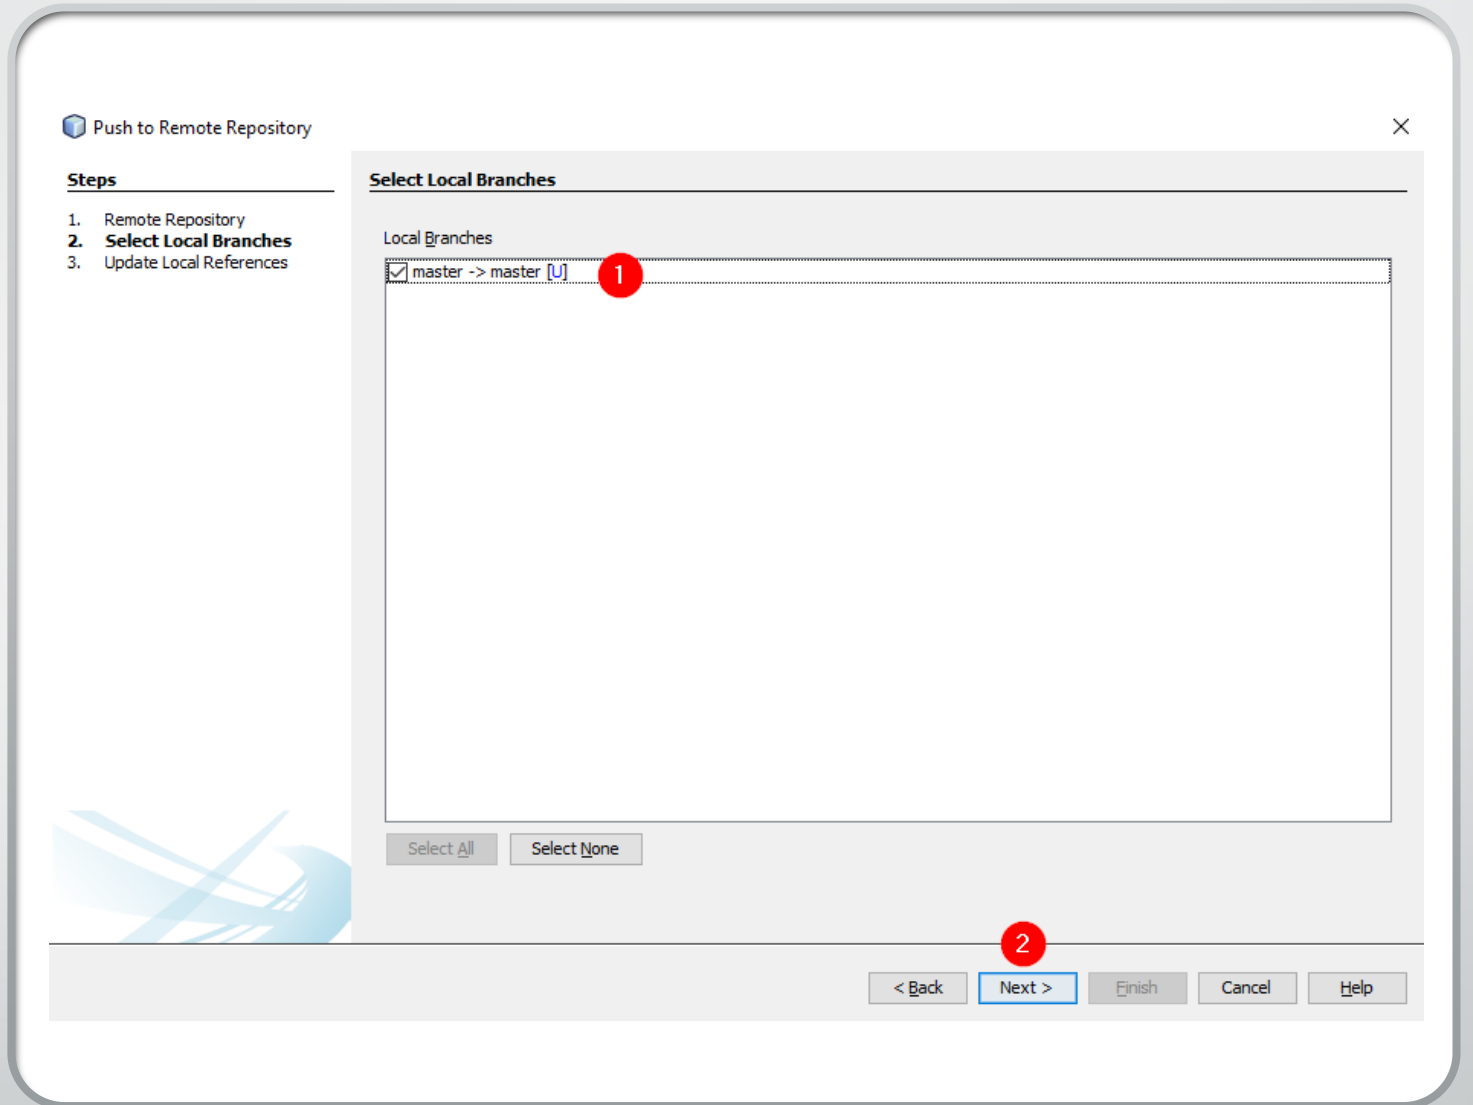 Push to Remote Repository
Steps
1. Remote Repository
2. Select Local Branches
3. Update Local References
Select Local Branches
Local Branches
master -> master [U]
1
Select All
Select None
2
< Back
Next >
Finish
Cancel
Help